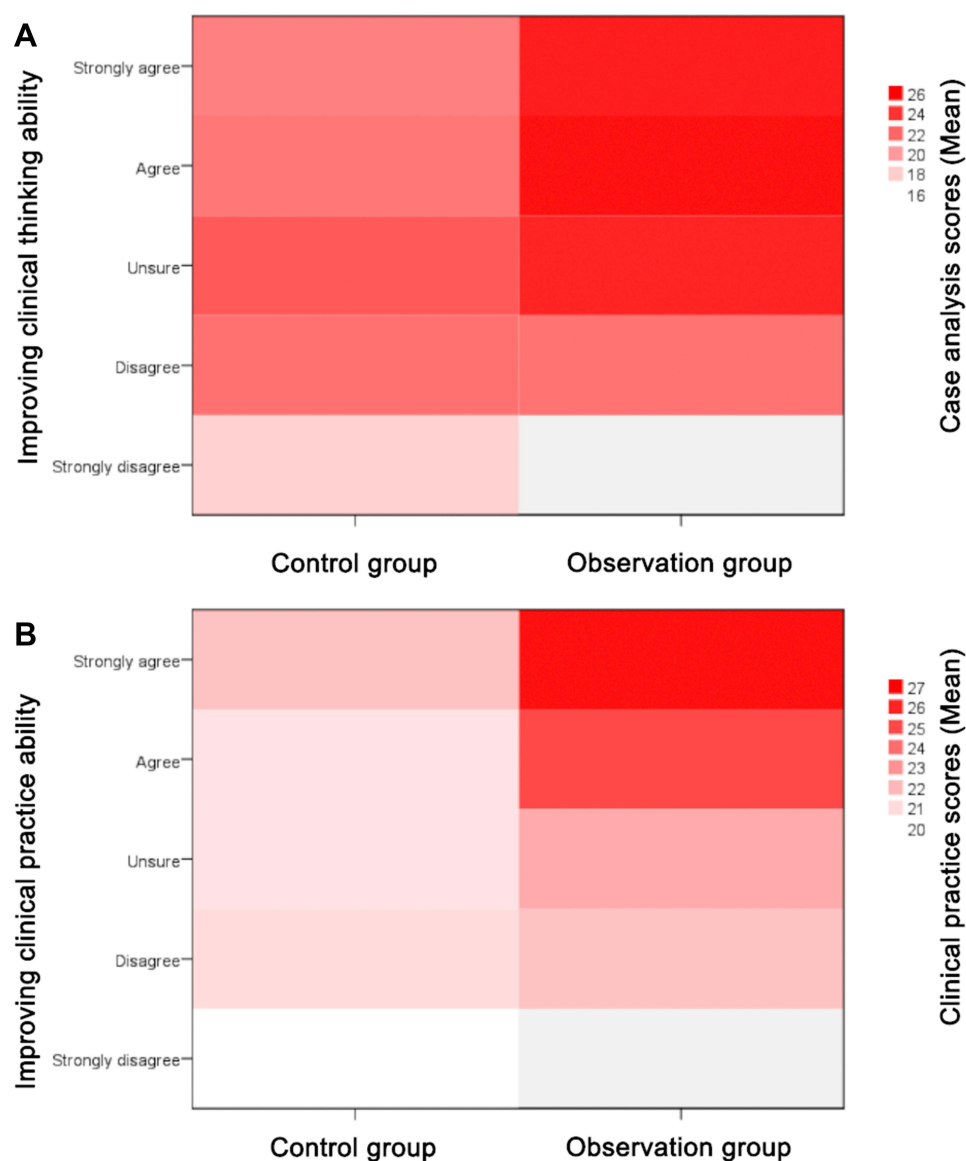 A
Improving clinical thinking ability
Strongly agree
Agree
Unsure
Disagree
Strongly disagree
Control group
Observation group
26
24
22
20
18
16
Case analysis scores (Mean)
B
Improving clinical practice ability
Strongly agree
Agree
Unsure
Disagree
Strongly disagree
Control group
Observation group
27
26
25
24
23
22
21
20
Clinical practice scores (Mean)